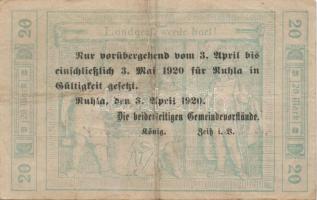 Landgraf werde hart!
20 20
Nur vorübergehend vom 3. April bis
einschließlich 3. Mai 1920 für Ruhla in
Gültigkeit gesetzt.
Ruhla, den 3. April 1920.
Die beiderseitigen Gemeindevorstände.
König. Zeiß i.-V.
20 20